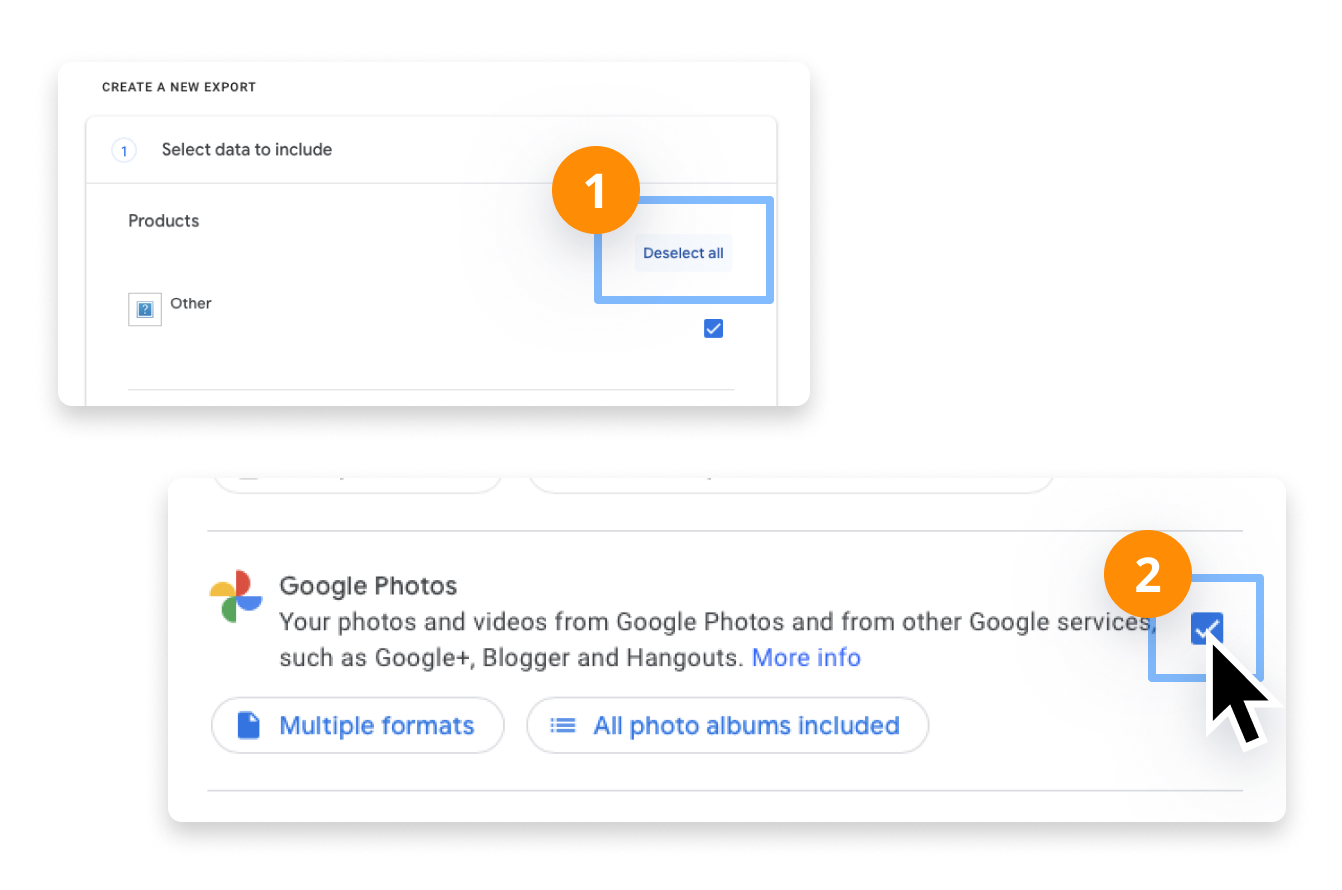 CREATE A NEW EXPORT
1 Select data to include
1
Products
Deselect all
? Other
2
Google Photos
Your photos and videos from Google Photos and from other Google services,
such as Google+, Blogger and Hangouts. More info
Multiple formats All photo albums included